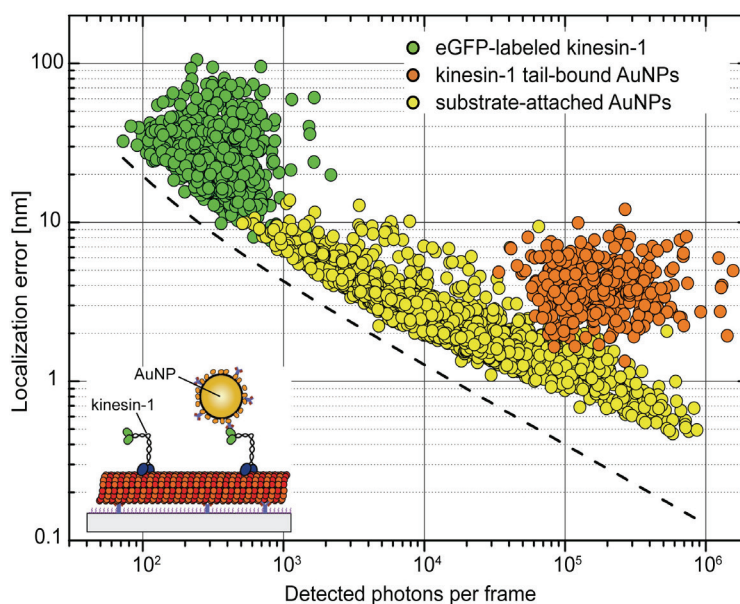 eGFP-labeled kinesin-1
kinesin-1 tail-bound AuNPs
substrate-attached AuNPs
Localization error [nm]
100
10
1
0.1
AuNP
kinesin-1
10²
10³
10⁴
10⁵
10⁶
Detected photons per frame